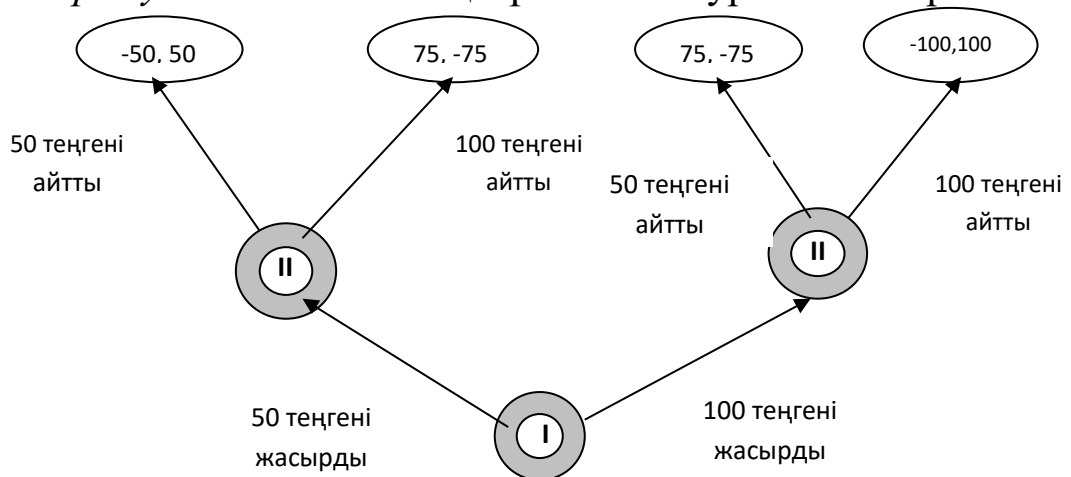 -50, 50
75, -75
75, -75
-100,100
50 теңгені
айтты
100 теңгені
айтты
50 теңгені
айтты
100 теңгені
айтты
II
II
50 теңгені
жасырды
I
100 теңгені
жасырды